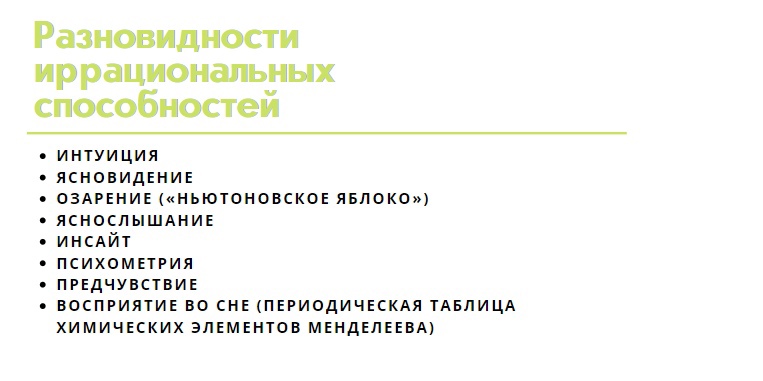 Разновидности
иррациональных
способностей
• ИНТУИЦИЯ
• ЯСНОВИДЕНИЕ
• ОЗАРЕНИЕ («НЬЮТОНОВСКОЕ ЯБЛОКО»)
• ЯСНОСЛЫШАНИЕ
• ИНСАЙТ
• ПСИХОМЕТРИЯ
• ПРЕДЧУВСТВИЕ
• ВОСПРИЯТИЕ ВО СНЕ (ПЕРИОДИЧЕСКАЯ ТАБЛИЦА
ХИМИЧЕСКИХ ЭЛЕМЕНТОВ МЕНДЕЛЕЕВА)